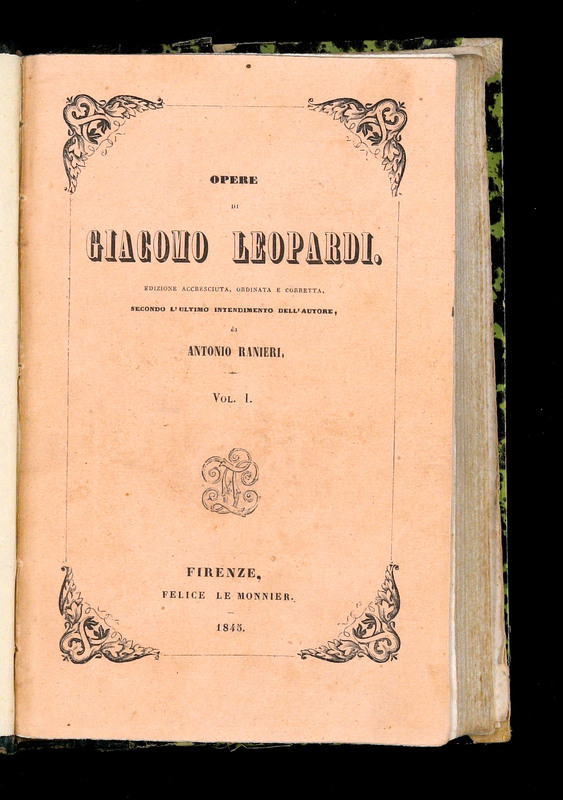 OPERE
DI
GIACOMO LEOPARDI.
EDIZIONE ACCRESCIUTA, ORDINATA E CORRETTA,
SECONDO L'ULTIMO INTENDIMENTO DELL'AUTORE,
da
ANTONIO RANIERI,
VOL. I.
FIRENZE,
FELICE LE MONNIER.
1845.